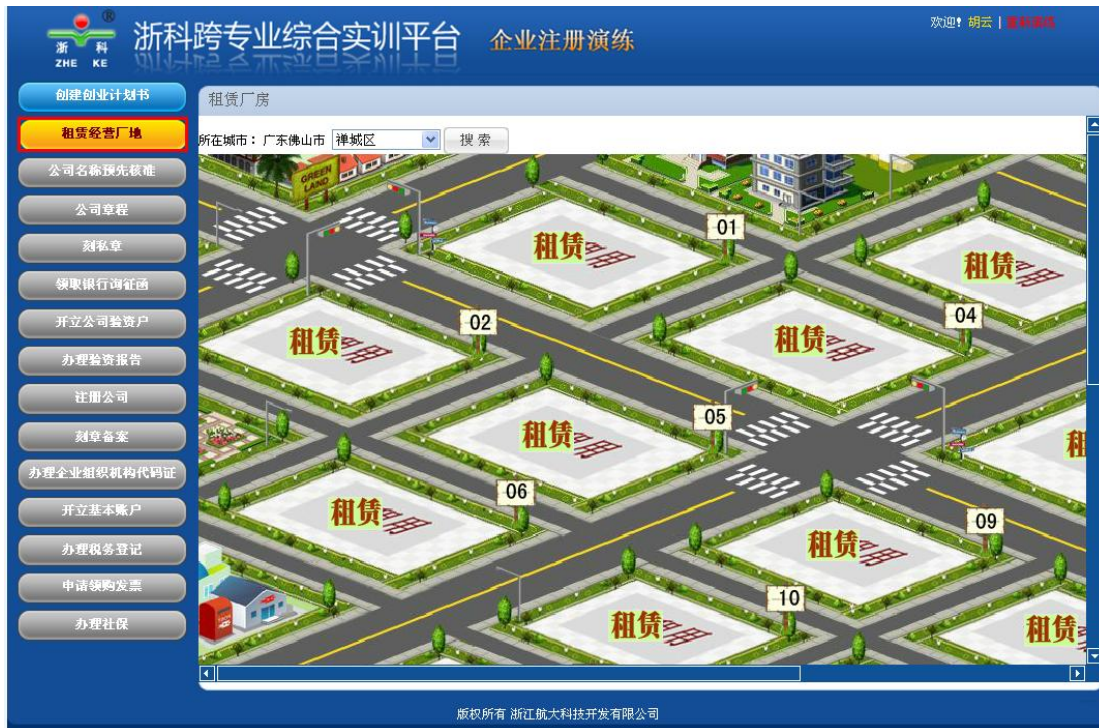 浙科
ZHE KE
®
浙科跨专业综合实训平台 企业注册演练
欢迎! 胡云 | 重新演练
创建创业计划书
租赁经营厂地
公司名称预先核准
公司章程
刻私章
领取银行询证函
开立公司验资户
办理验资报告
注册公司
刻章备案
办理企业组织机构代码证
开立基本账户
办理税务登记
申请领购发票
办理社保
租赁厂房
所在城市: 广东佛山市 禅城区 搜索
GREEN LAND
01
租赁
租赁
02
04
租赁
租赁
05
租赁
租
06
09
租赁
租赁
10
租赁
租赁
版权所有 浙江航大科技开发有限公司